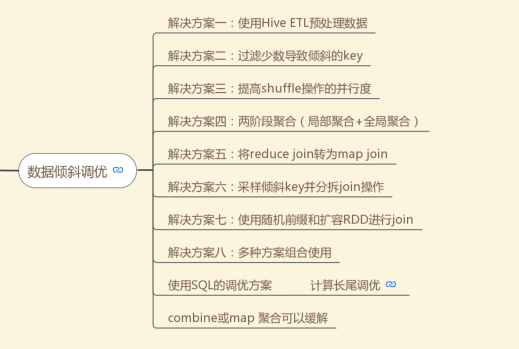 解决方案一：使用Hive ETL预处理数据
解决方案二：过滤少数导致倾斜的key
解决方案三：提高shuffle操作的并行度
解决方案四：两阶段聚合（局部聚合+全局聚合）
解决方案五：将reduce join转为map join
数据倾斜调优
解决方案六：采样倾斜key并分拆join操作
解决方案七：使用随机前缀和扩容RDD进行join
解决方案八：多种方案组合使用
使用SQL的调优方案 计算长尾调优
combine或map 聚合可以缓解